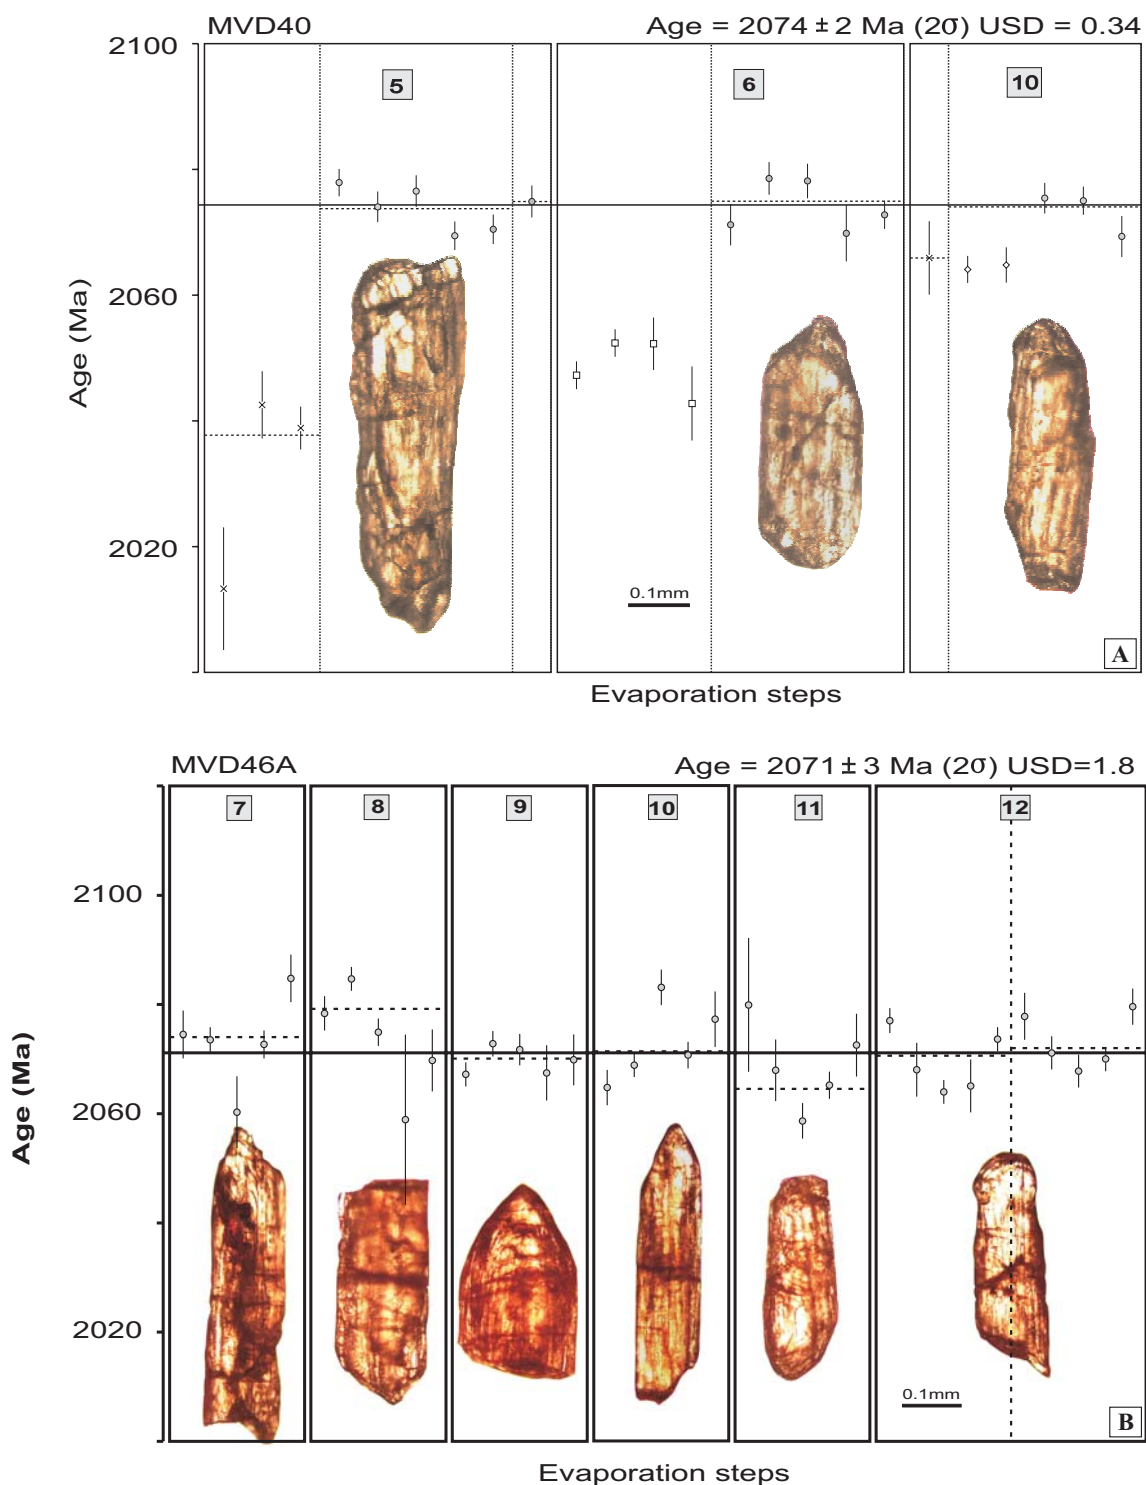 MVD40 Age = 2074 ± 2 Ma (2σ) USD = 0.34
2100
5 6 10
2060
Age (Ma)
2020
0.1mm
A
Evaporation steps
MVD46A Age = 2071 ± 3 Ma (2σ) USD=1.8
7 8 9 10 11 12
2100
2060
Age (Ma)
2020
0.1mm
B
Evaporation steps